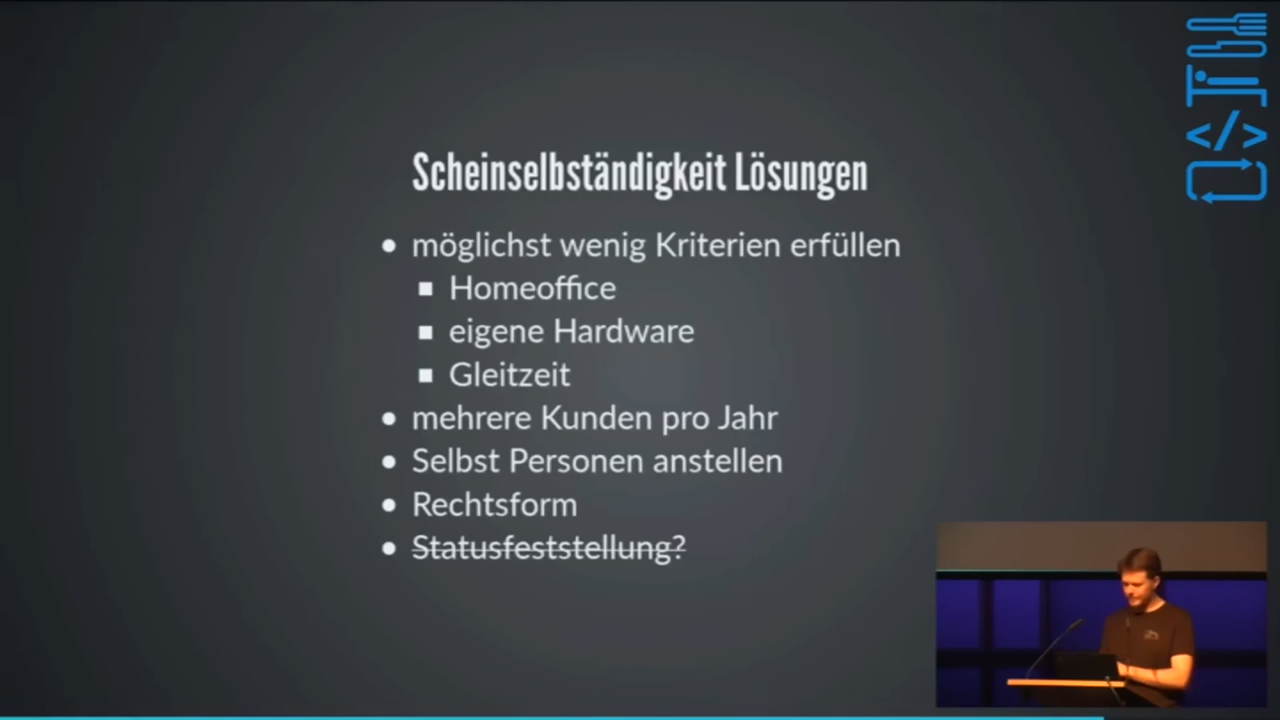 Scheinselbständigkeit Lösungen
möglichst wenig Kriterien erfüllen
Homeoffice
eigene Hardware
Gleitzeit
mehrere Kunden pro Jahr
Selbst Personen anstellen
Rechtsform
Statusfeststellung?